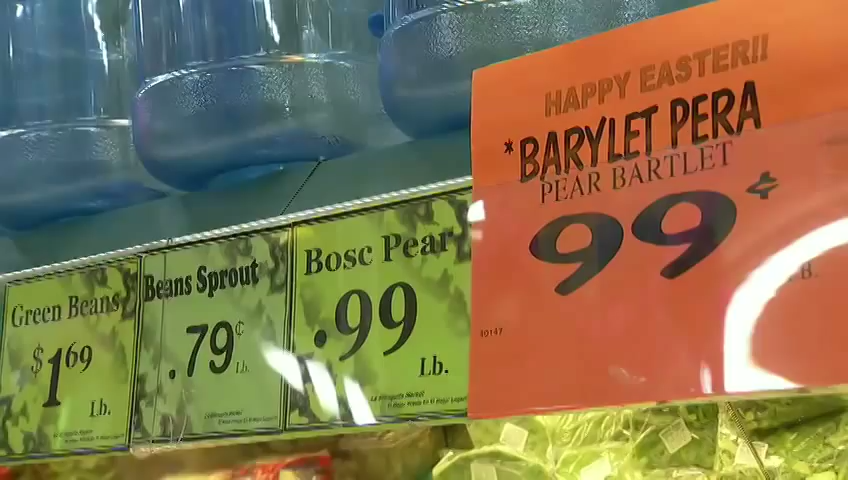 Green Beans
$1 69
Lb.
Beans Sprout
.79¢
Lb.
Bosc Pear
.99
Lb.
HAPPY EASTER!!
*BARYLET PERA
PEAR BARTLET
99¢
40147